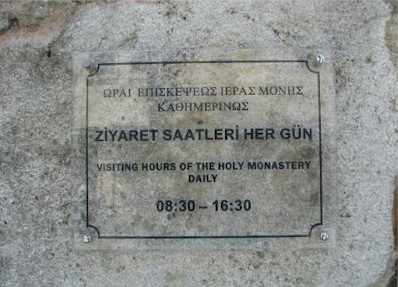 ΩΡΑΙ ΕΠΙΣΚΕΨΕΩΣ ΙΕΡΑΣ ΜΟΝΗΣ
ΚΑΘΗΜΕΡΙΝΩΣ
ZİYARET SAATLERİ HER GÜN
VISITING HOURS OF THE HOLY MONASTERY
DAILY
08:30 – 16:30